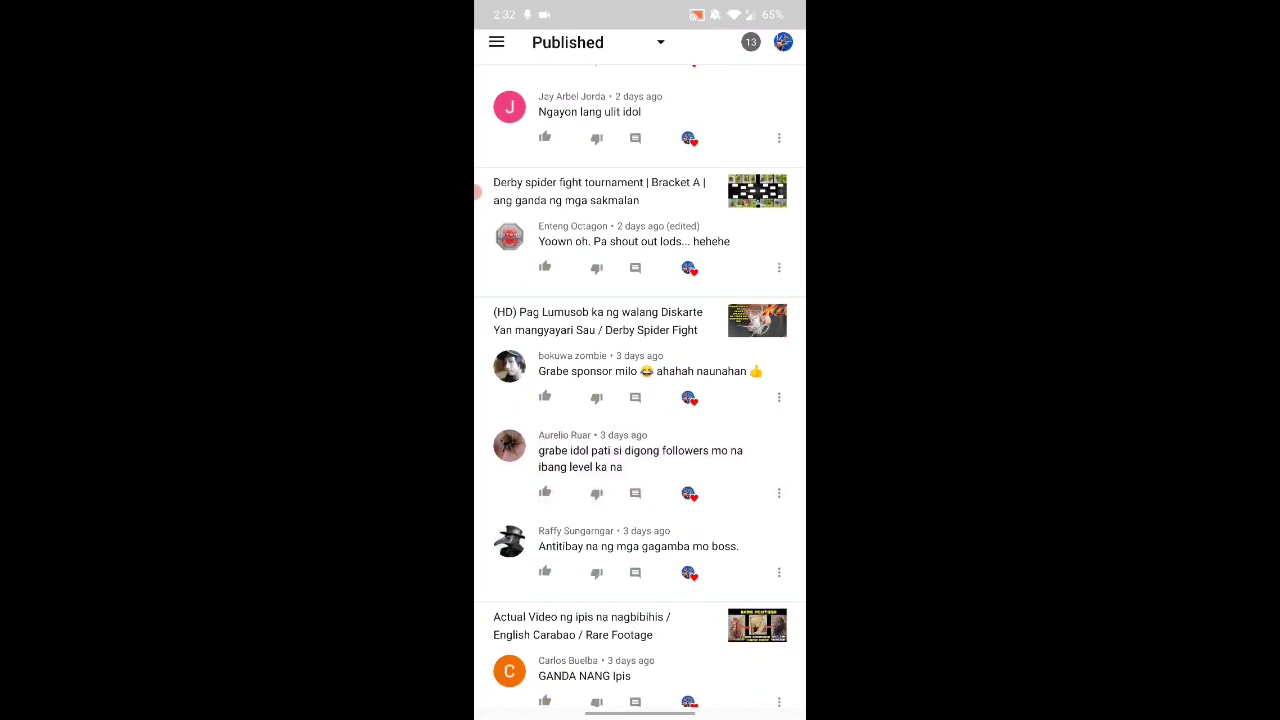 2:32
65%
Published
13
Jay Arbel Jorda • 2 days ago
J
Ngayon lang ulit idol
Derby spider fight tournament | Bracket A |
ang ganda ng mga sakmalan
Enteng Octagon • 2 days ago (edited)
Yoown oh. Pa shout out lods... hehehe
(HD) Pag Lumusob ka ng walang Diskarte
Yan mangyayari Sau / Derby Spider Fight
bokuwa zombie • 3 days ago
Grabe sponsor milo 😂 ahahah naunahan 👍
Aurelio Ruar • 3 days ago
grabe idol pati si digong followers mo na
ibang level ka na
Raffy Sungarngar • 3 days ago
Antitibay na ng mga gagamba mo boss.
Actual Video ng ipis na nagbibihis /
English Carabao / Rare Footage
RARE FOOTAGE
Carlos Buelba • 3 days ago
C
GANDA NANG Ipis